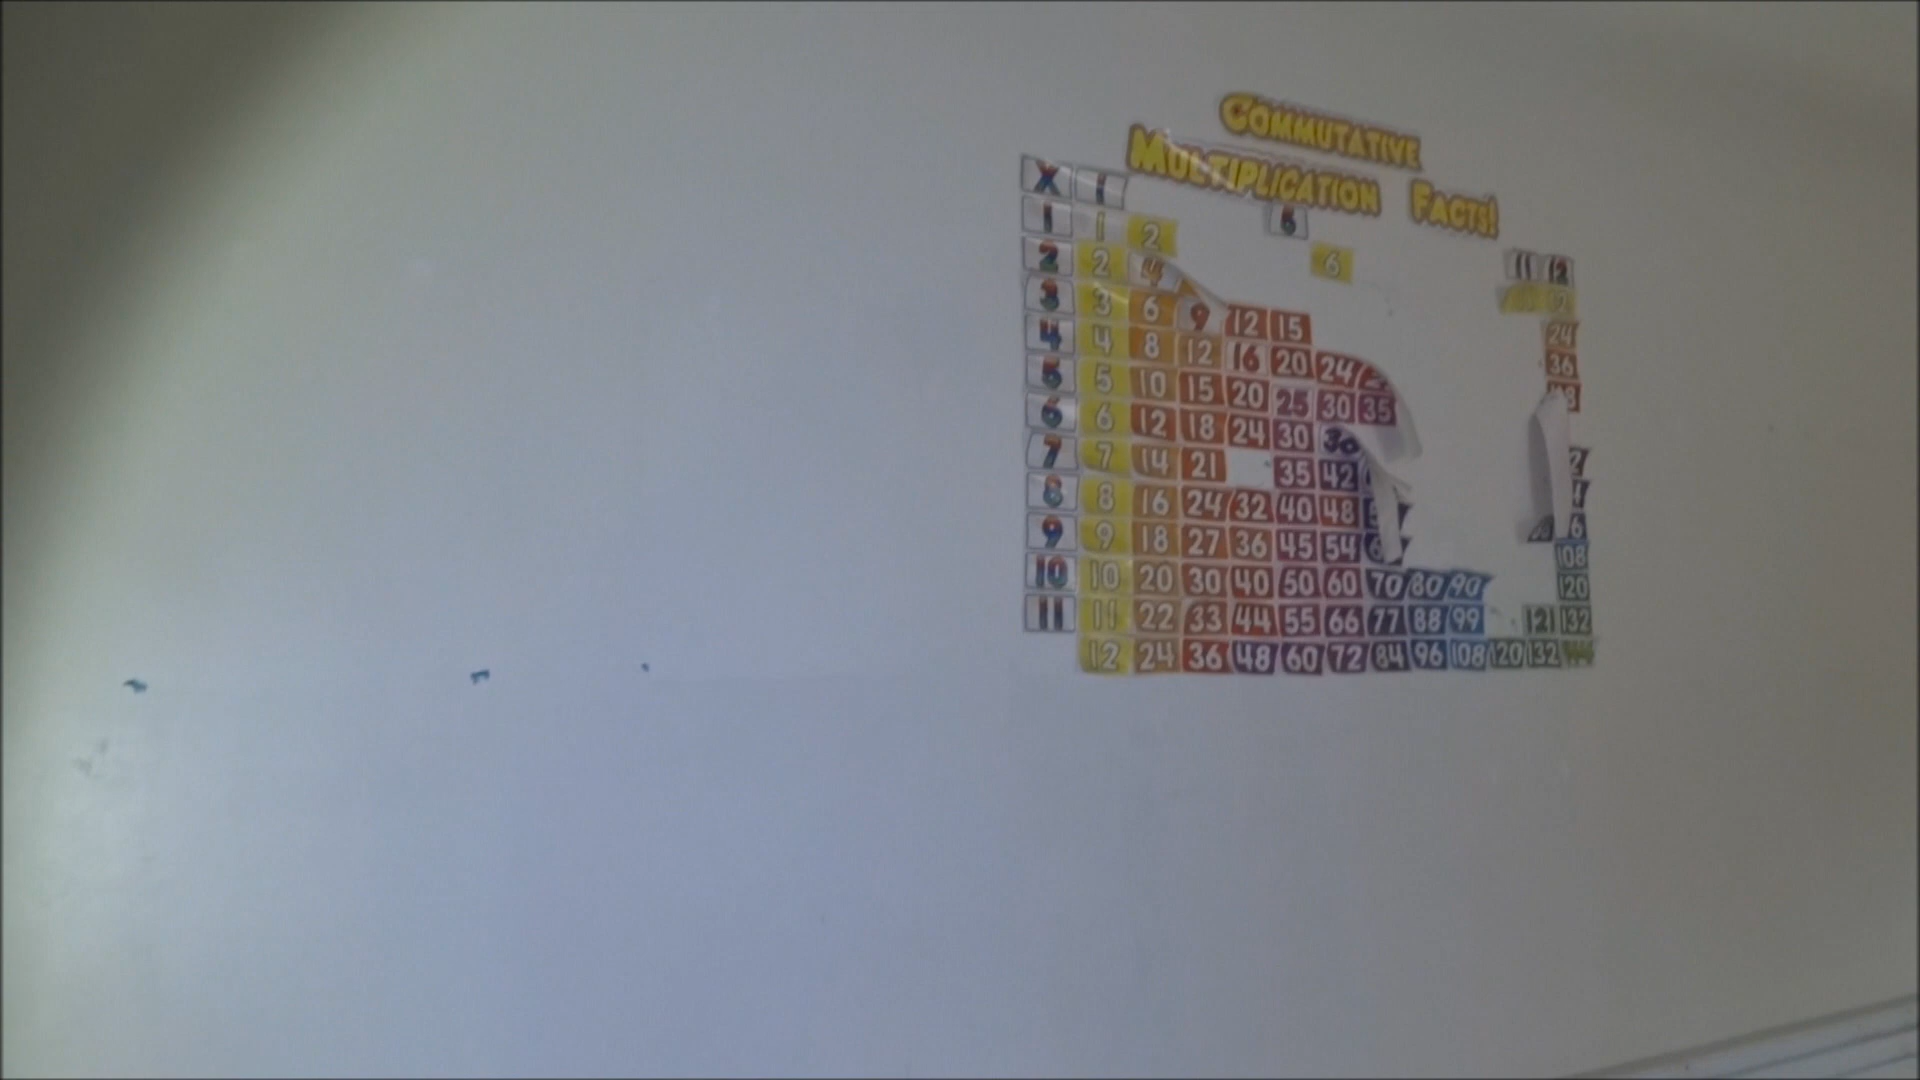 COMMUTATIVE
MULTIPLICATION FACTS!
X 1 5 11 12
1 1 2 6 12
2 2 4 24
3 3 6 9 12 15 36
4 4 8 12 16 20 24
5 5 10 15 20 25 30 35
6 6 12 18 24 30 36
7 7 14 21 35 42
8 8 16 24 32 40 48
9 9 18 27 36 45 54 108
10 10 20 30 40 50 60 70 80 90 120
11 11 22 33 44 55 66 77 88 99 121 132
12 24 36 48 60 72 84 96 108 120 132